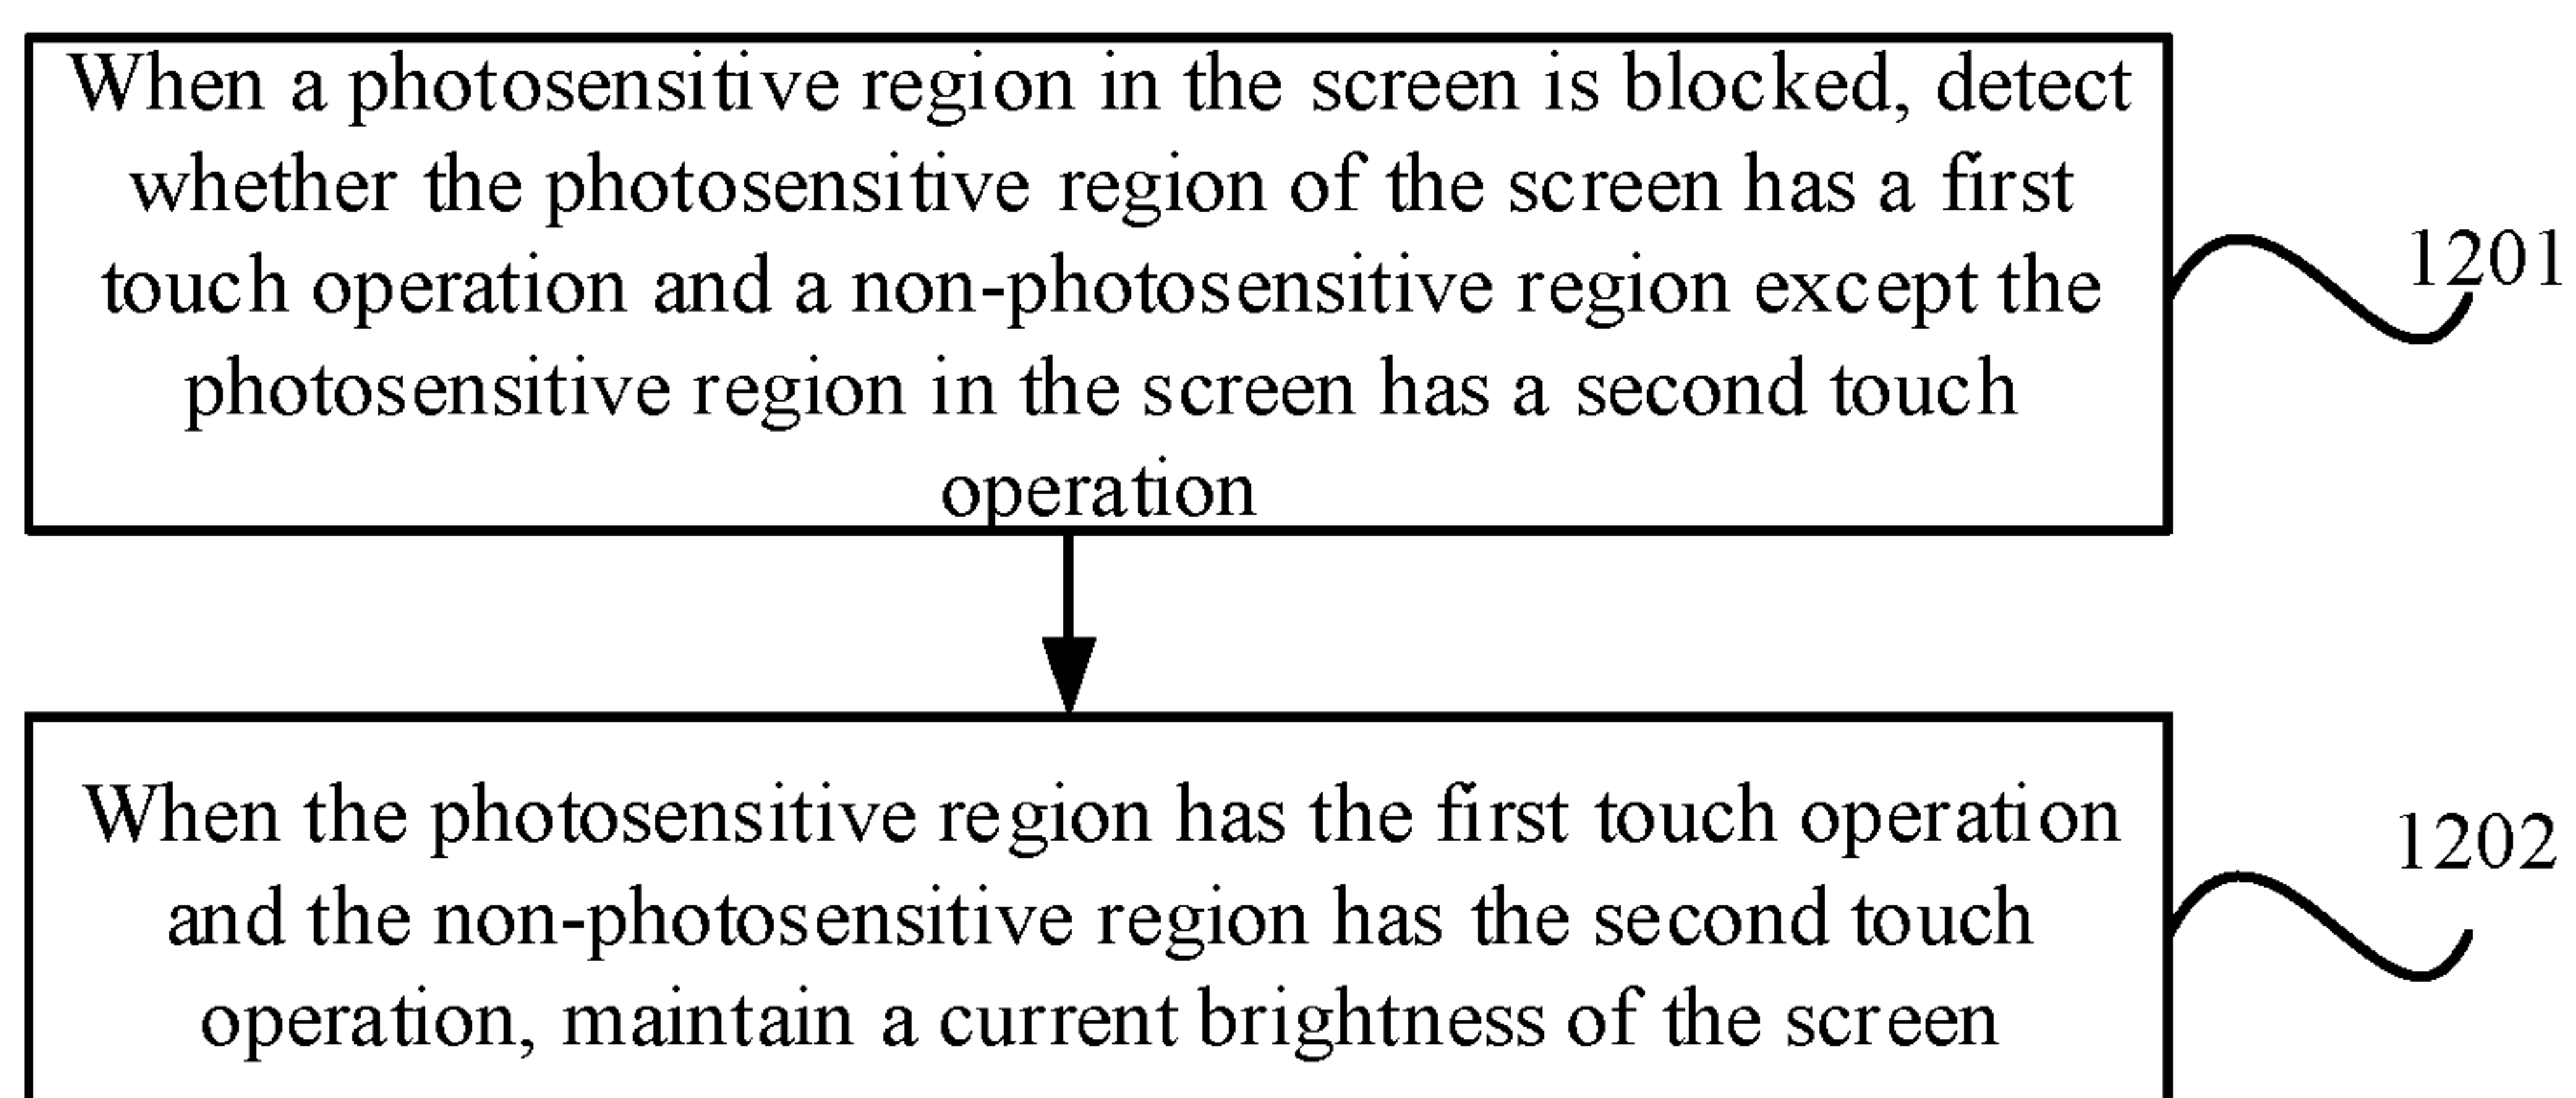 When a photosensitive region in the screen is blocked, detect
whether the photosensitive region of the screen has a first
touch operation and a non-photosensitive region except the
photosensitive region in the screen has a second touch
operation
1201
When the photosensitive region has the first touch operation
and the non-photosensitive region has the second touch
operation, maintain a current brightness of the screen
1202